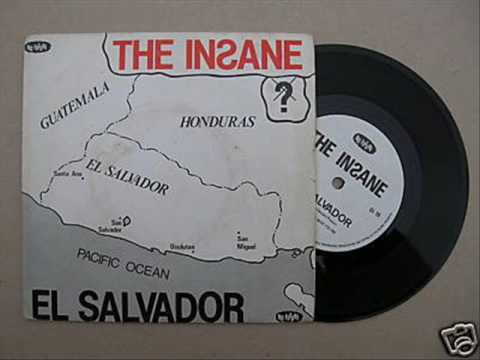 THE INSANE
?
GUATEMALA
HONDURAS
EL SALVADOR
Santa Ana
San
Salvador
Usulutan
San
Miguel
PACIFIC OCEAN
EL SALVADOR
THE INSANE
SALVADOR